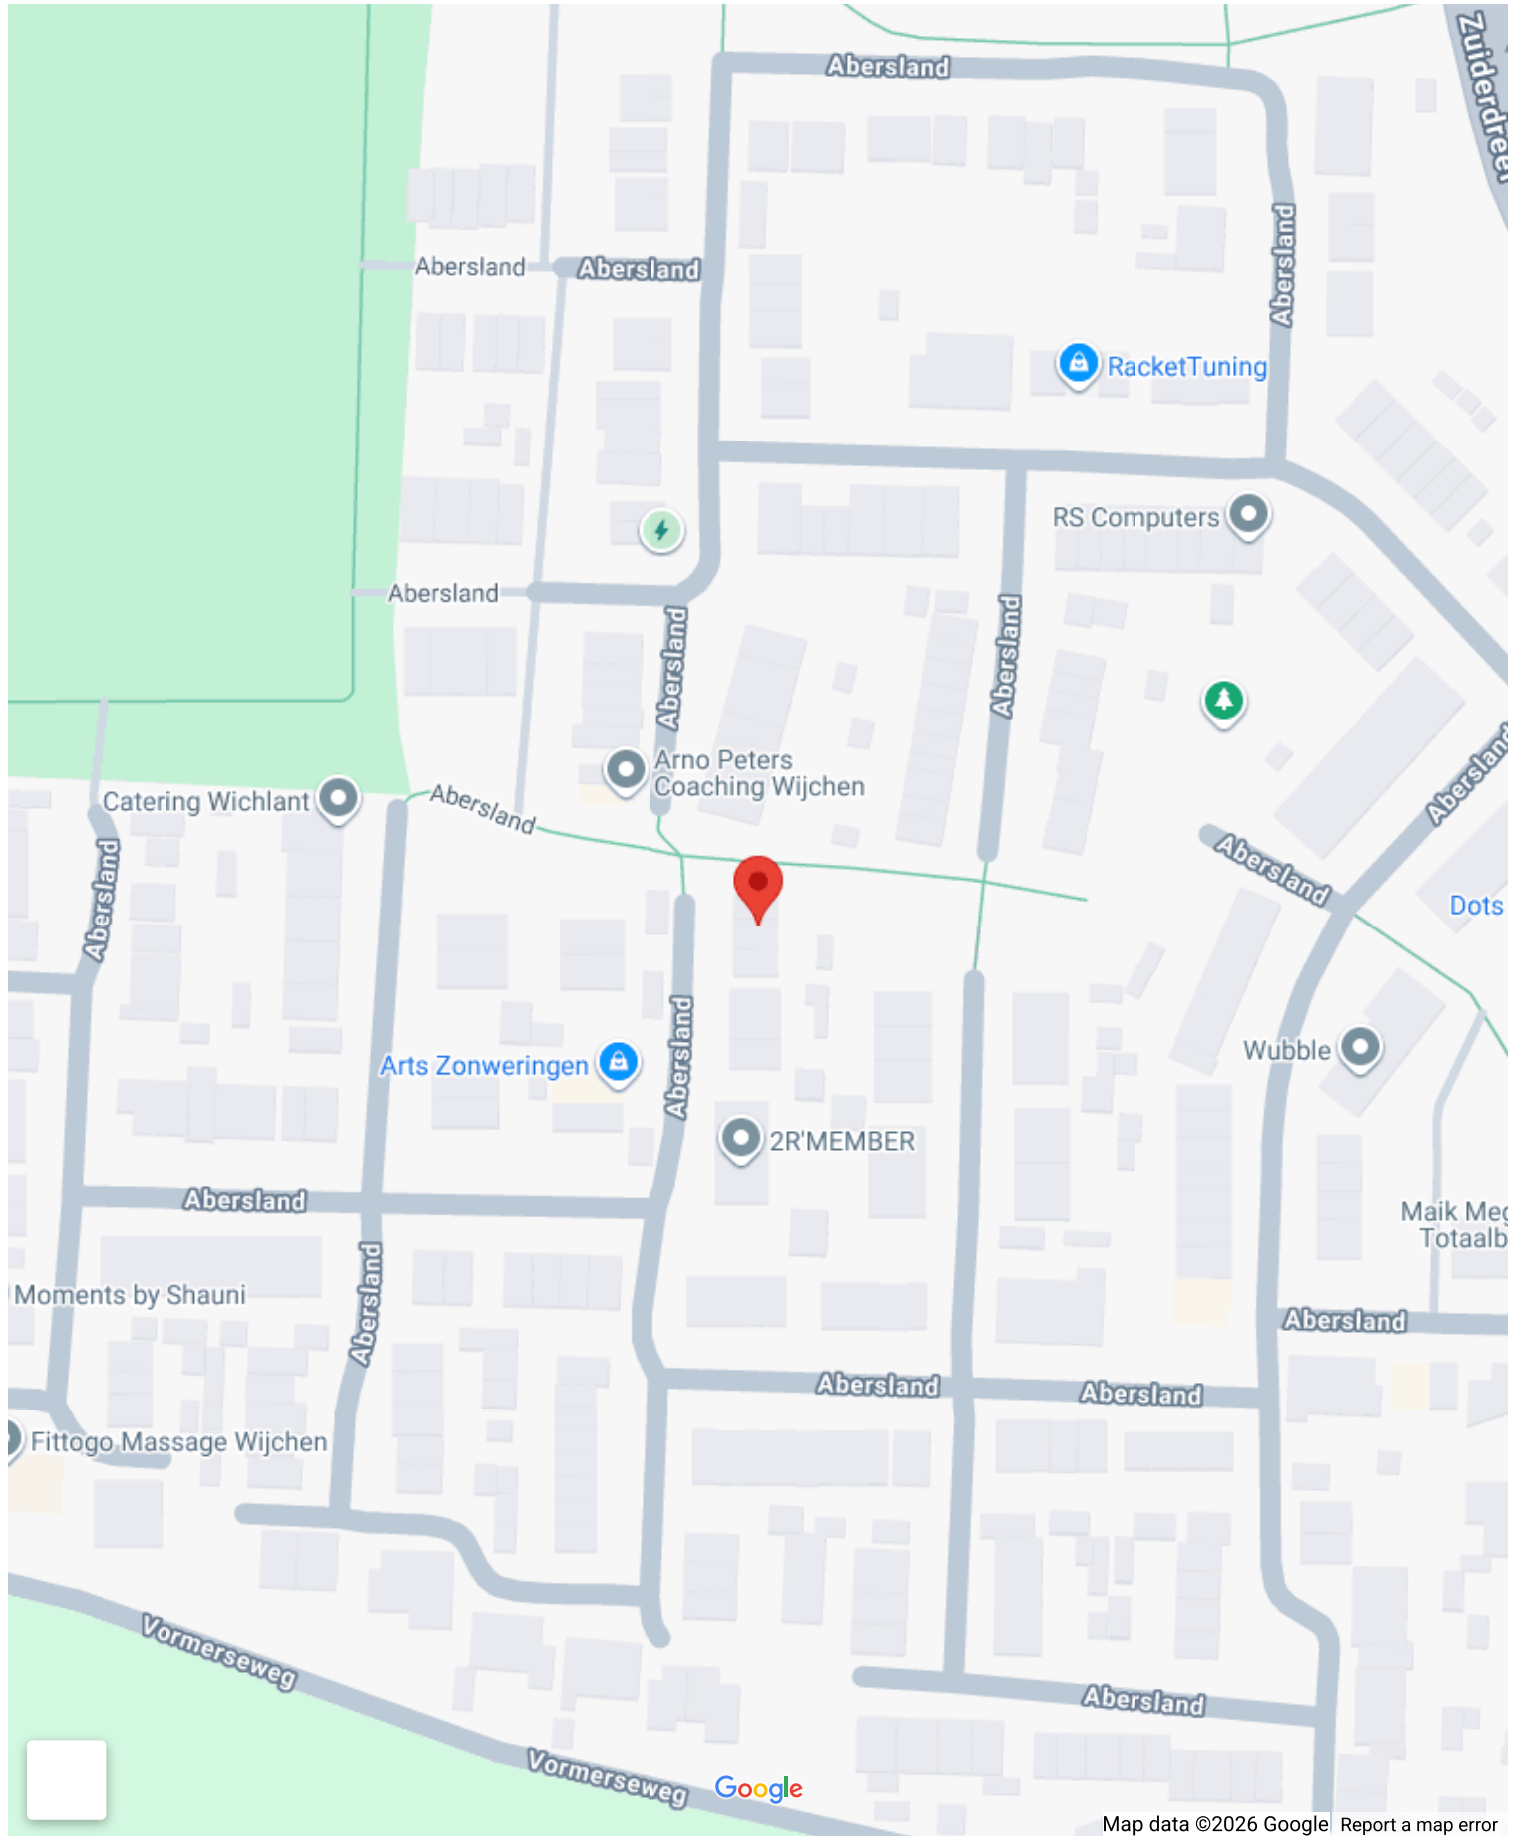 Abersland
Zuiderdreef
Abersland
Abersland
Abersland
RacketTuning
RS Computers
Abersland
Abersland
Abersland
Arno Peters
Coaching Wijchen
Catering Wichlant
Abersland
Abersland
Abersland
Abersland
Dots
Abersland
Arts Zonweringen
Wubble
2R'MEMBER
Abersland
Maik Meg
Totaalb
Moments by Shauni
Abersland
Abersland
Abersland
Abersland
Fittogo Massage Wijchen
Vormerseweg
Abersland
Vormerseweg
Google
Map data ©2026 Google
Report a map error